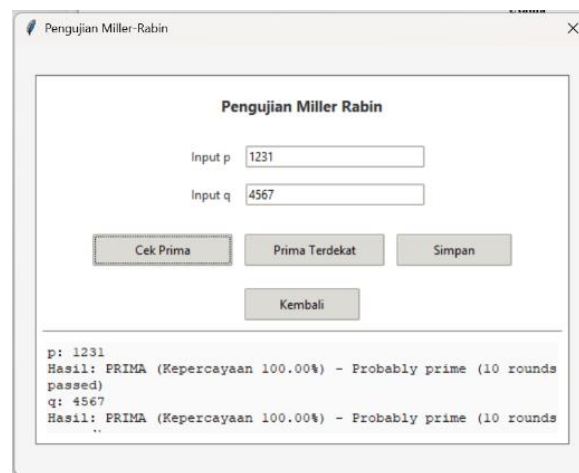 Pengujian Miller-Rabin
Pengujian Miller Rabin
Input p 1231
Input q 4567
Cek Prima Prima Terdekat Simpan
Kembali
p: 1231
Hasil: PRIMA (Kepercayaan 100.00%) - Probably prime (10 rounds
passed)
q: 4567
Hasil: PRIMA (Kepercayaan 100.00%) - Probably prime (10 rounds